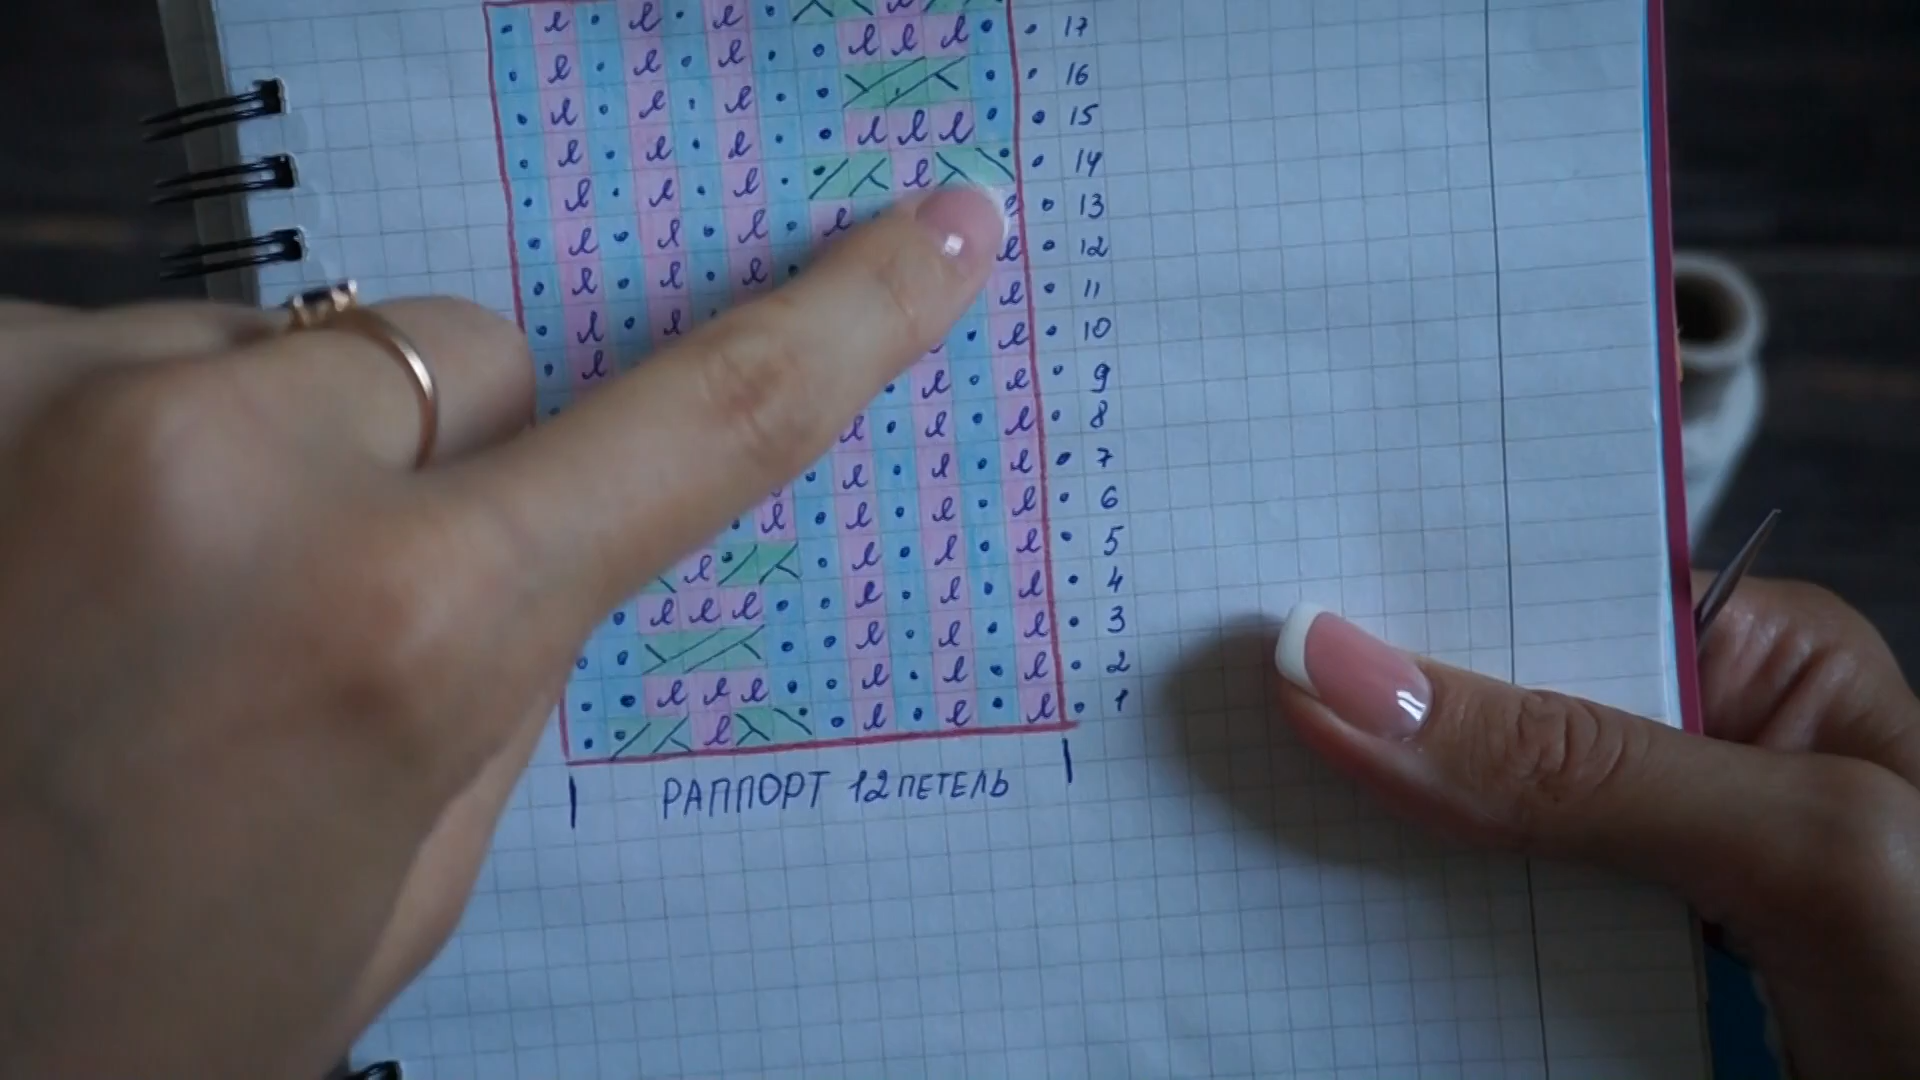 • л • л • л •
• л • л • л • • л л л • • 17
• л • л • л • • • • 16
• л • л • л • • л л л • • 15
• л • л • л • л • 14
• л • л • л • л • 13
• л • л • л • л • 12
• л • л л • 11
• л • л • 10
• л л • л • 9
л • л • л • 8
• л • л • л • 7
• л • л • л • л • 6
л • л • л • л • 5
• л л л • • л • л • л • 4
• • • • л • л • л • 3
• • л л л • • л • л • л • 2
• л • л • л • л • 1
РАППОРТ 12 ПЕТЕЛЬ